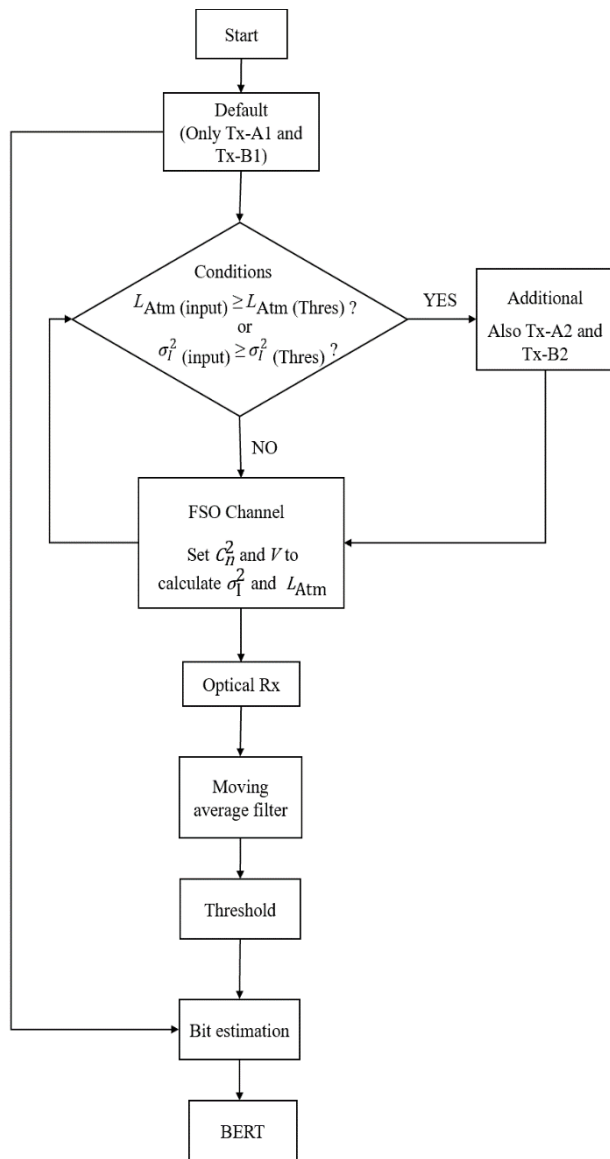 Start
Default
(Only Tx-A1 and
Tx-B1)
Conditions
L_Atm (input) ≥ L_Atm (Thres) ?
or
σ_I^2 (input) ≥ σ_I^2 (Thres) ?
YES
Additional
Also Tx-A2 and
Tx-B2
NO
FSO Channel
Set C_n^2 and V to
calculate σ_I^2 and L_Atm
Optical Rx
Moving
average filter
Threshold
Bit estimation
BERT